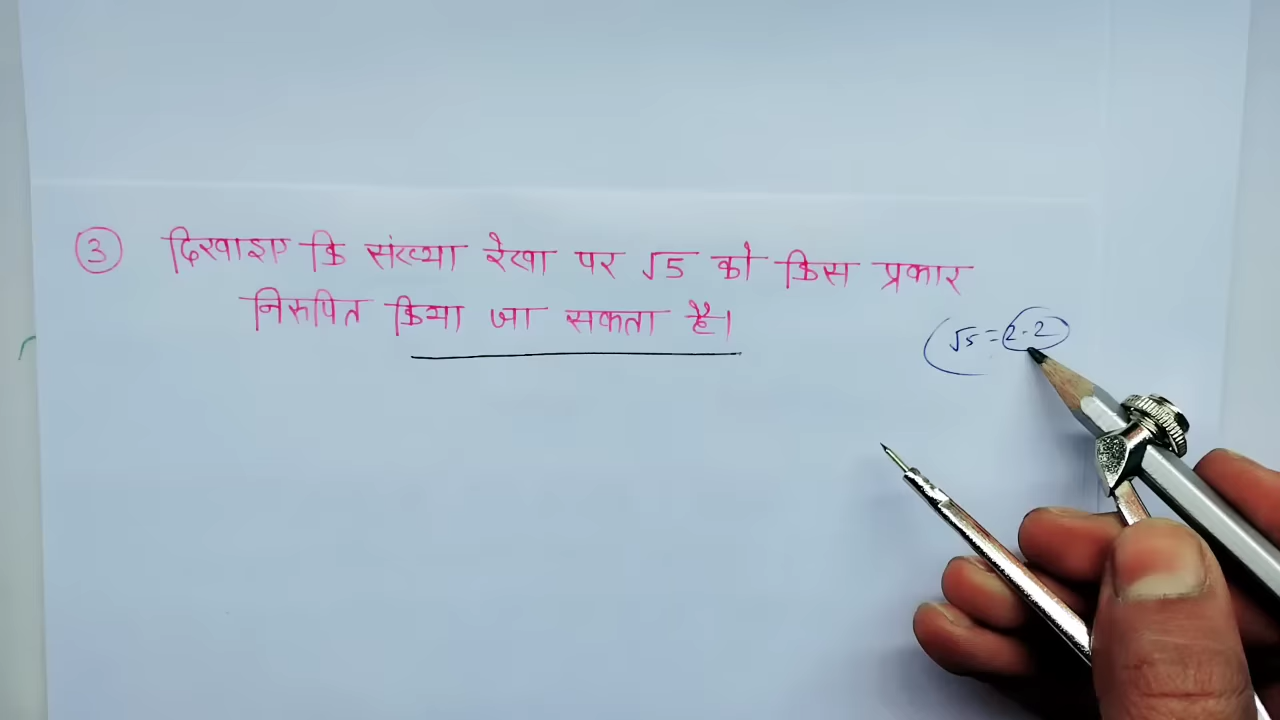 ③ दिखाइए कि संख्या रेखा पर √5 को किस प्रकार
निरुपित किया जा सकता है।
√5 = 2.2